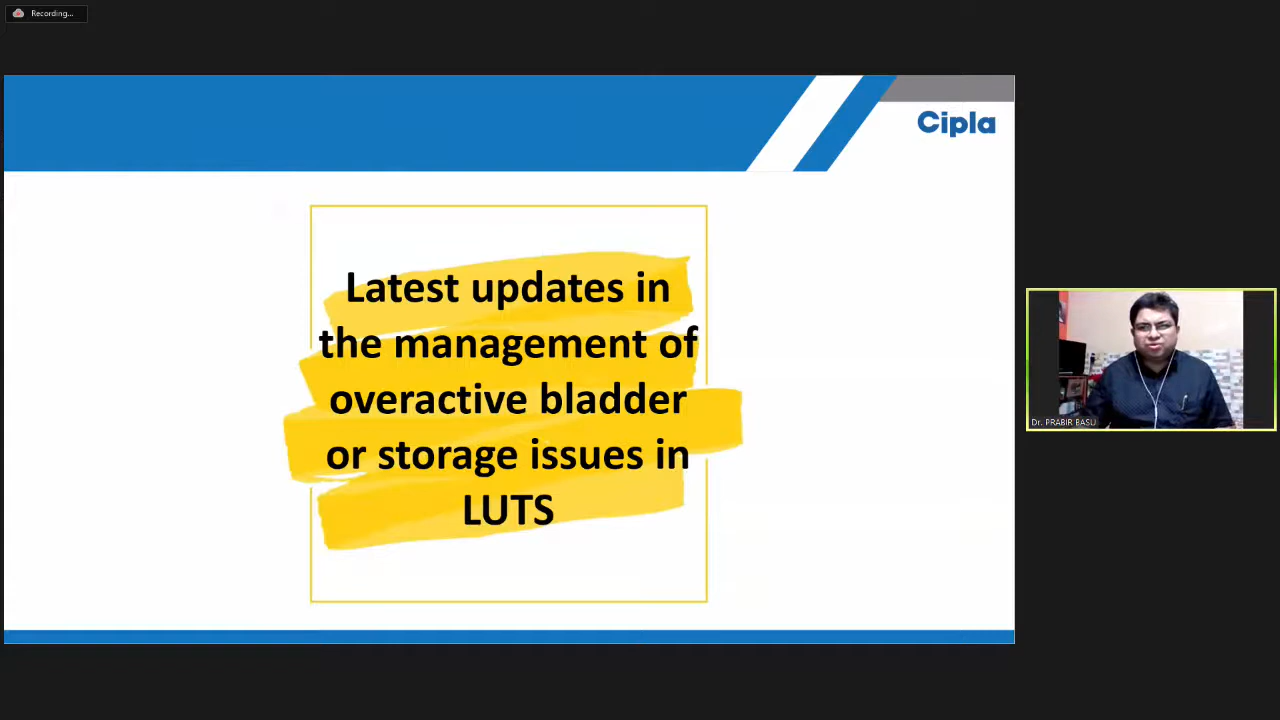 Recording...
Cipla
Latest updates in
the management of
overactive bladder
or storage issues in
LUTS
Dr. PRABIR BASU